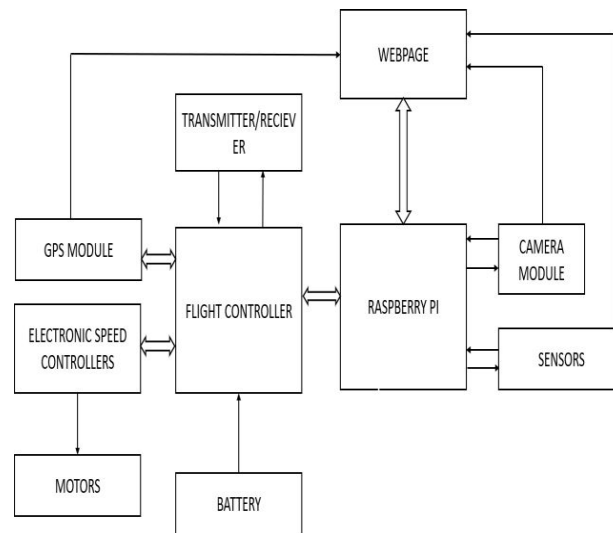 WEBPAGE
TRANSMITTER/RECIEV
ER
GPS MODULE
FLIGHT CONTROLLER
RASPBERRY PI
CAMERA
MODULE
ELECTRONIC SPEED
CONTROLLERS
SENSORS
MOTORS
BATTERY